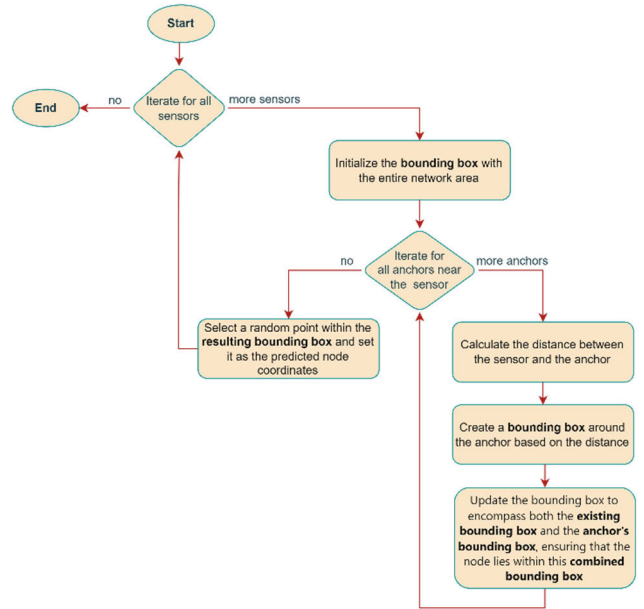 Start
Iterate for all
sensors
no
End
more sensors
Initialize the bounding box with
the entire network area
Iterate for
all anchors near
the sensor
no
more anchors
Select a random point within the
resulting bounding box and set
it as the predicted node
coordinates
Calculate the distance between
the sensor and the anchor
Create a bounding box around
the anchor based on the distance
Update the bounding box to
encompass both the existing
bounding box and the anchor's
bounding box, ensuring that the
node lies within this combined
bounding box